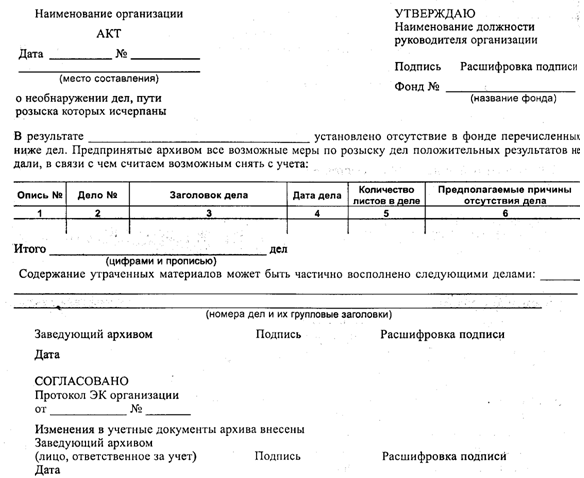 Наименование организации
АКТ
Дата ___________ № ________
(место составления)
о необнаружении дел, пути
розыска которых исчерпаны
УТВЕРЖДАЮ
Наименование должности
руководителя организации
Подпись Расшифровка подписи
Фонд № ____________________
(название фонда)
В результате ______________________________ установлено отсутствие в фонде перечисленных
ниже дел. Предпринятые архивом все возможные меры по розыску дел положительных результатов не
дали, в связи с чем считаем возможным снять с учета:
Опись № Дело № Заголовок дела Дата дела Количество листов в деле Предполагаемые причины отсутствия дела
1 2 3 4 5 6
Итого ______________________________ дел
(цифрами и прописью)
Содержание утраченных материалов может быть частично восполнено следующими делами: ______
(номера дел и их групповые заголовки)
Заведующий архивом Подпись Расшифровка подписи
Дата
СОГЛАСОВАНО
Протокол ЭК организации
от ____________ № ________
Изменения в учетные документы архива внесены
Заведующий архивом
(лицо, ответственное за учет) Подпись Расшифровка подписи
Дата